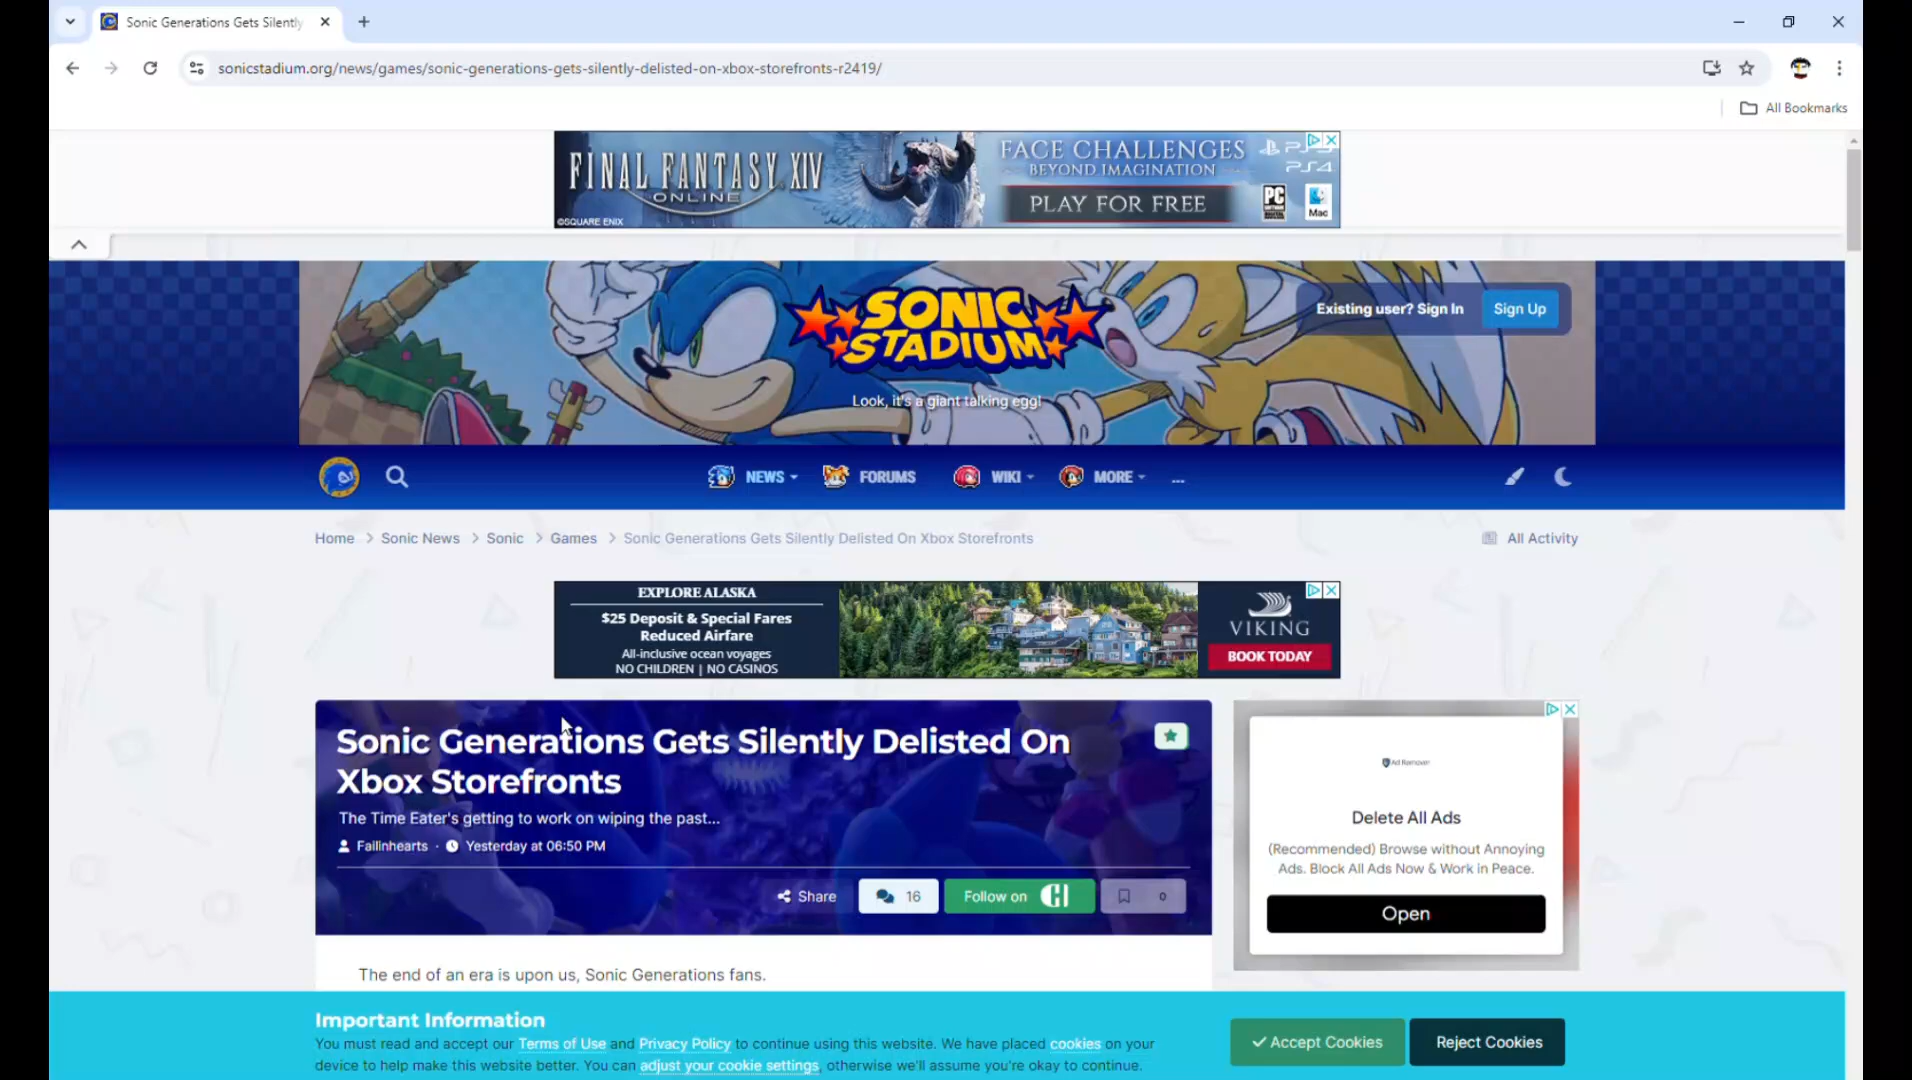 Sonic Generations Gets Silently
sonicstadium.org/news/games/sonic-generations-gets-silently-delisted-on-xbox-storefronts-r2419/
All Bookmarks
FINAL FANTASY XIV
ONLINE
©SQUARE ENIX
FACE CHALLENGES
BEYOND IMAGINATION
PLAY FOR FREE
PS4
PC
Mac
SONIC
STADIUM
Look, it's a giant talking egg!
Existing user? Sign In
Sign Up
NEWS
FORUMS
WIKI
MORE
...
Home > Sonic News > Sonic > Games > Sonic Generations Gets Silently Delisted On Xbox Storefronts
All Activity
EXPLORE ALASKA
$25 Deposit & Special Fares
Reduced Airfare
All-inclusive ocean voyages
NO CHILDREN | NO CASINOS
VIKING
BOOK TODAY
Sonic Generations Gets Silently Delisted On
Xbox Storefronts
The Time Eater's getting to work on wiping the past...
Failinhearts · Yesterday at 06:50 PM
Share
16
Follow on
0
Ad Remover
Delete All Ads
(Recommended) Browse without Annoying
Ads. Block All Ads Now & Work in Peace.
Open
The end of an era is upon us, Sonic Generations fans.
Important Information
You must read and accept our Terms of Use and Privacy Policy to continue using this website. We have placed cookies on your
device to help make this website better. You can adjust your cookie settings, otherwise we'll assume you're okay to continue.
Accept Cookies
Reject Cookies